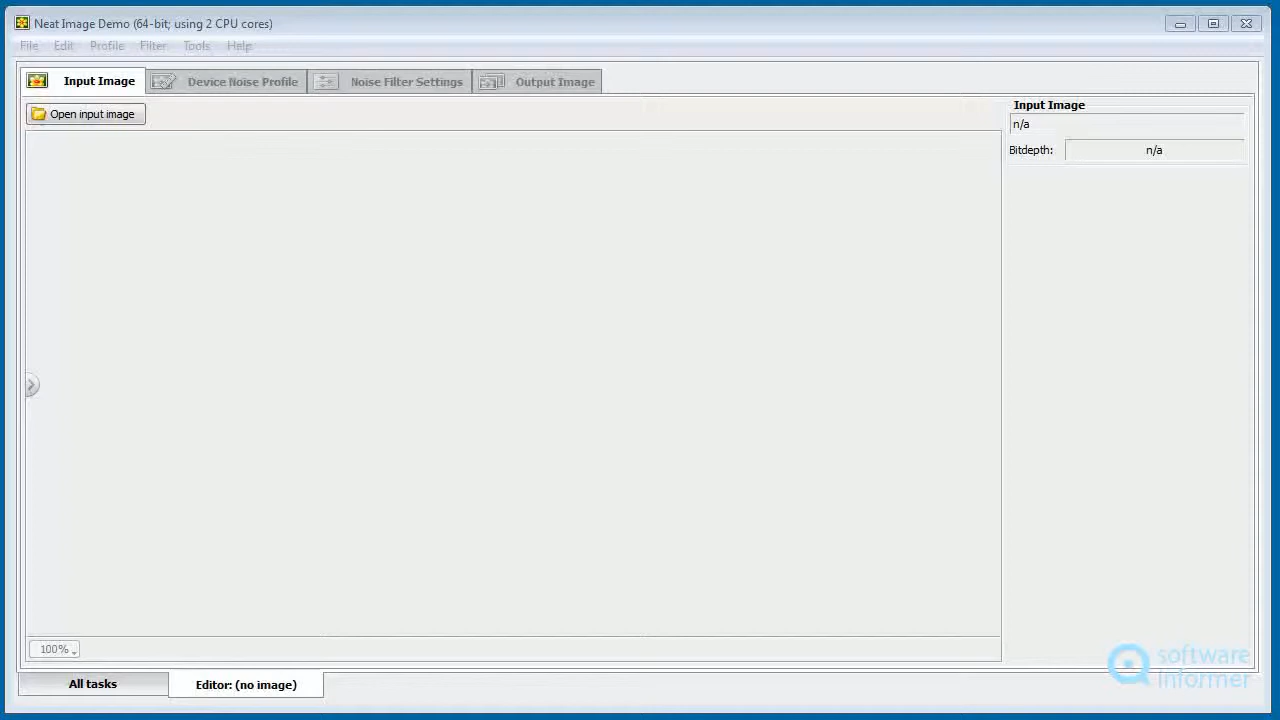 Neat Image Demo (64-bit; using 2 CPU cores)
File Edit Profile Filter Tools Help
Input Image Device Noise Profile Noise Filter Settings Output Image
Open input image
Input Image
n/a
Bitdepth: n/a
100%
software
informer
All tasks Editor: (no image)